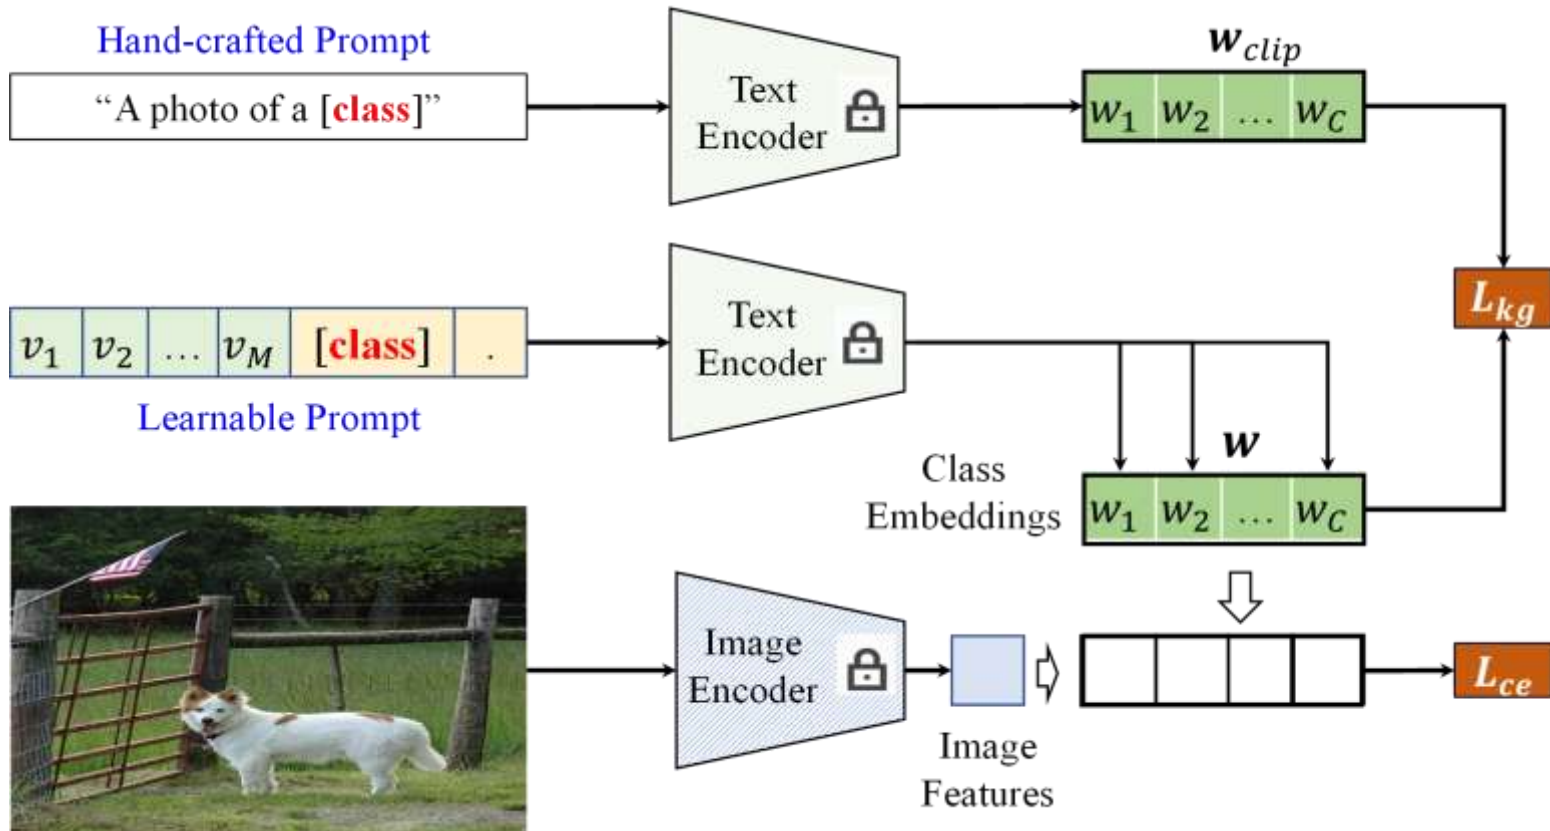 Hand-crafted Prompt
“A photo of a [class]”
Text
Encoder
w_clip
w_1 w_2 … w_C
L_kg
v_1 v_2 … v_M [class] .
Learnable Prompt
Text
Encoder
w
Class
Embeddings
w_1 w_2 … w_C
Image
Encoder
Image
Features
L_ce